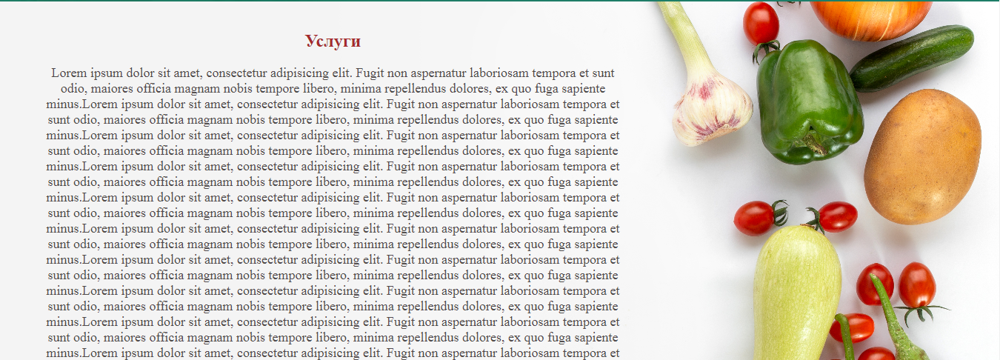 Услуги
Lorem ipsum dolor sit amet, consectetur adipisicing elit. Fugit non aspernatur laboriosam tempora et sunt
odio, maiores officia magnam nobis tempore libero, minima repellendus dolores, ex quo fuga sapiente
minus.Lorem ipsum dolor sit amet, consectetur adipisicing elit. Fugit non aspernatur laboriosam tempora et
sunt odio, maiores officia magnam nobis tempore libero, minima repellendus dolores, ex quo fuga sapiente
minus.Lorem ipsum dolor sit amet, consectetur adipisicing elit. Fugit non aspernatur laboriosam tempora et
sunt odio, maiores officia magnam nobis tempore libero, minima repellendus dolores, ex quo fuga sapiente
minus.Lorem ipsum dolor sit amet, consectetur adipisicing elit. Fugit non aspernatur laboriosam tempora et
sunt odio, maiores officia magnam nobis tempore libero, minima repellendus dolores, ex quo fuga sapiente
minus.Lorem ipsum dolor sit amet, consectetur adipisicing elit. Fugit non aspernatur laboriosam tempora et
sunt odio, maiores officia magnam nobis tempore libero, minima repellendus dolores, ex quo fuga sapiente
minus.Lorem ipsum dolor sit amet, consectetur adipisicing elit. Fugit non aspernatur laboriosam tempora et
sunt odio, maiores officia magnam nobis tempore libero, minima repellendus dolores, ex quo fuga sapiente
minus.Lorem ipsum dolor sit amet, consectetur adipisicing elit. Fugit non aspernatur laboriosam tempora et
sunt odio, maiores officia magnam nobis tempore libero, minima repellendus dolores, ex quo fuga sapiente
minus.Lorem ipsum dolor sit amet, consectetur adipisicing elit. Fugit non aspernatur laboriosam tempora et
sunt odio, maiores officia magnam nobis tempore libero, minima repellendus dolores, ex quo fuga sapiente
minus.Lorem ipsum dolor sit amet, consectetur adipisicing elit. Fugit non aspernatur laboriosam tempora et
sunt odio, maiores officia magnam nobis tempore libero, minima repellendus dolores, ex quo fuga sapiente
minus.Lorem ipsum dolor sit amet, consectetur adipisicing elit. Fugit non aspernatur laboriosam tempora et